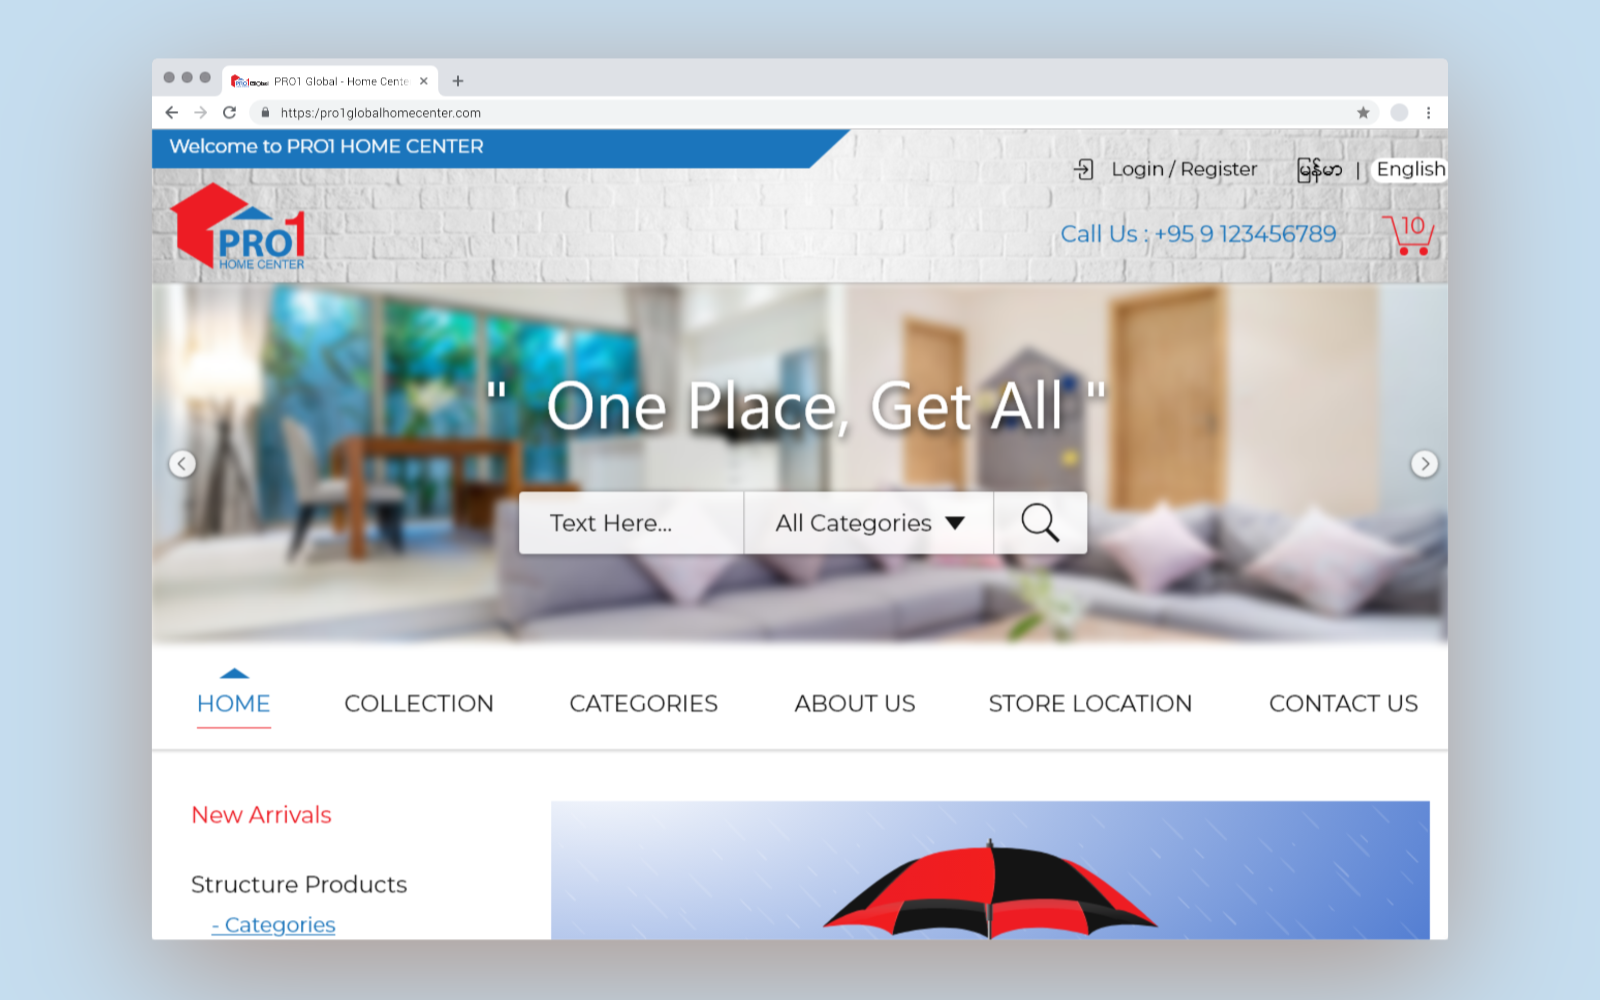 PRO1 Global - Home Cente
https:/pro1globalhomecenter.com
Welcome to PRO1 HOME CENTER
Login / Register
မြန်မာ | English
PRO1
HOME CENTER
Call Us : +95 9 123456789
10
" One Place, Get All "
Text Here...
All Categories
HOME
COLLECTION
CATEGORIES
ABOUT US
STORE LOCATION
CONTACT US
New Arrivals
Structure Products
- Categories